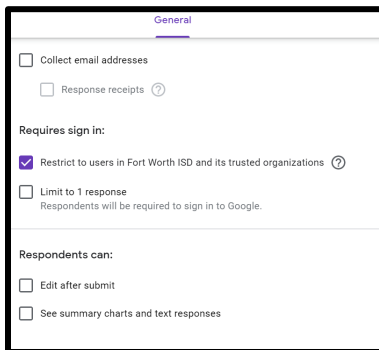 General
Collect email addresses
Response receipts
Requires sign in:
Restrict to users in Fort Worth ISD and its trusted organizations
Limit to 1 response
Respondents will be required to sign in to Google.
Respondents can:
Edit after submit
See summary charts and text responses